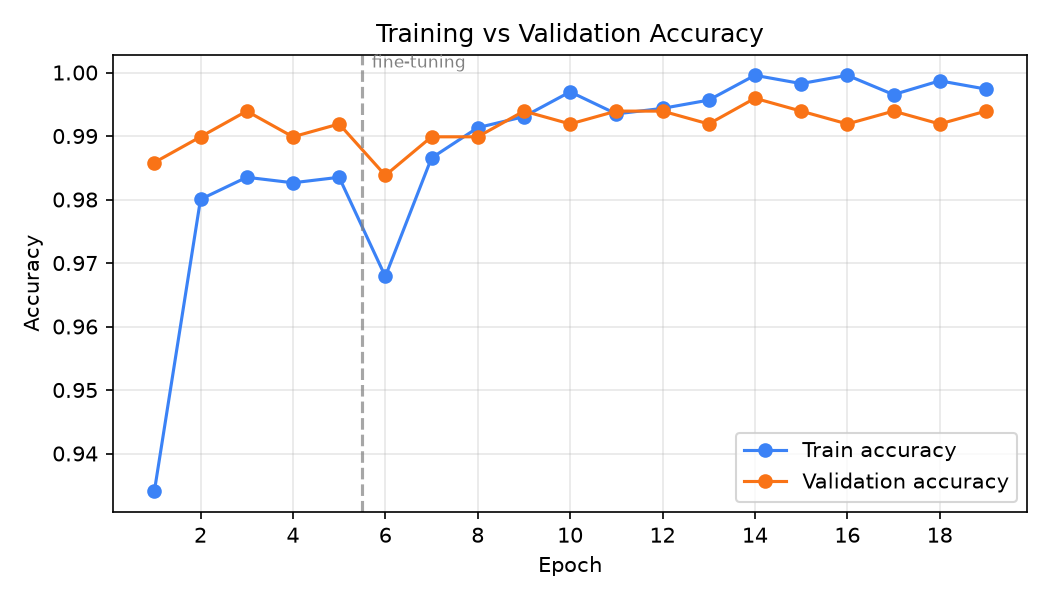 Training vs Validation Accuracy
fine-tuning
1.00
0.99
0.98
0.97
0.96
0.95
0.94
Accuracy
Train accuracy
Validation accuracy
2 4 6 8 10 12 14 16 18
Epoch